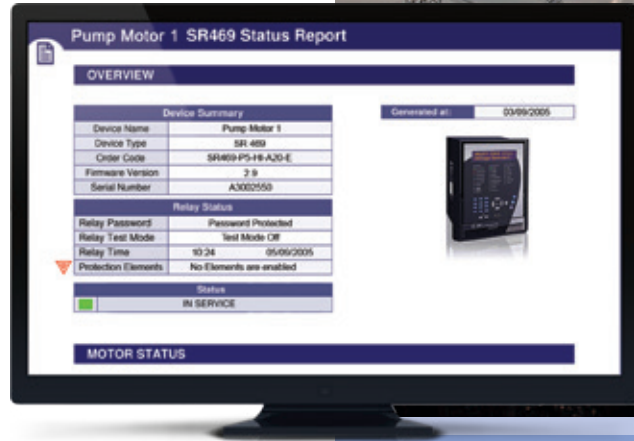 Pump Motor 1 SR469 Status Report
OVERVIEW
Device Summary
Device Name Pump Motor 1
Device Type SR 469
Order Code SR469-P5-HI-A20-E
Firmware Version 2.9
Serial Number A3002550
Generated at: 03/09/2005
Relay Status
Relay Password Password Protected
Relay Test Mode Test Mode Off
Relay Time 10:24 05/09/2005
Protection Elements No Elements are enabled
Status
IN SERVICE
MOTOR STATUS